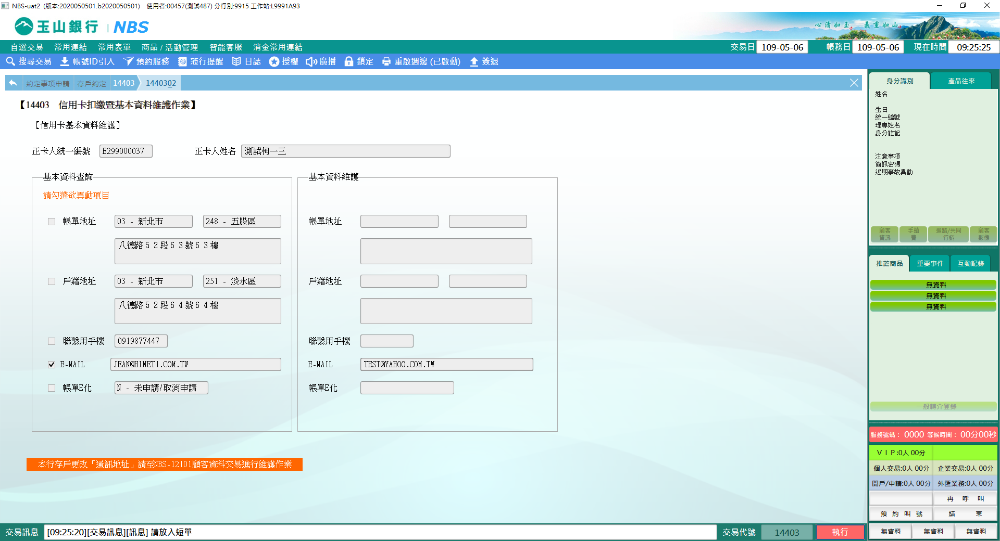 NBS-uat2 (版本:2020050501.b2020050501) 使用者:00457(測試487) 分行別:9915 工作站:L9991A93
玉山銀行 | NBS
心清如玉。 義重如山。
自選交易 常用連結 常用表單 商品 / 活動管理 智能客服 消金常用連結 交易日 109-05-06 帳務日 109-05-06 現在時間 09:25:25
搜尋交易 帳號ID引入 預約服務 蒞行提醒 日誌 授權 廣播 鎖定 重啟週邊 (已啟動) 簽退
約定事項申請 存戶約定 14403 1440302
【14403 信用卡扣繳暨基本資料維護作業】
【信用卡基本資料維護】
正卡人統一編號 E299000037 正卡人姓名 測試柯一三
基本資料查詢
請勾選欲異動項目
帳單地址 03 - 新北市 248 - 五股區
八德路52段63號63樓
戶籍地址 03 - 新北市 251 - 淡水區
八德路52段64號64樓
聯繫用手機 0919877447
E-MAIL JEAN@HINET1.COM.TW
帳單E化 N - 未申請/取消申請
基本資料維護
帳單地址
戶籍地址
聯繫用手機
E-MAIL TEST@YAHOO.COM.TW
帳單E化
本行存戶更改「通訊地址」請至NBS-12101顧客資料交易進行維護作業
身分識別 產品往來
姓名
生日
統一編號
理專姓名
身分註記
注意事項
簡訊密碼
近期事故異動
顧客資訊 手續費 通路/共同行銷 顧客影像
推薦商品 重要事件 互動記錄
無資料
無資料
無資料
一般轉介登錄
服務號碼： 0000 等候時間： 00分00秒
ＶＩＰ:0人 00分
個人交易:0人 00分 企業交易:0人 00分
開戶/申請:0人 00分 外匯業務:0人 00分
再 呼 叫
預 約 叫 號 結 束
無資料 無資料 無資料
交易訊息 [09:25:20][交易訊息][訊息] 請放入短單 交易代號 14403 執行